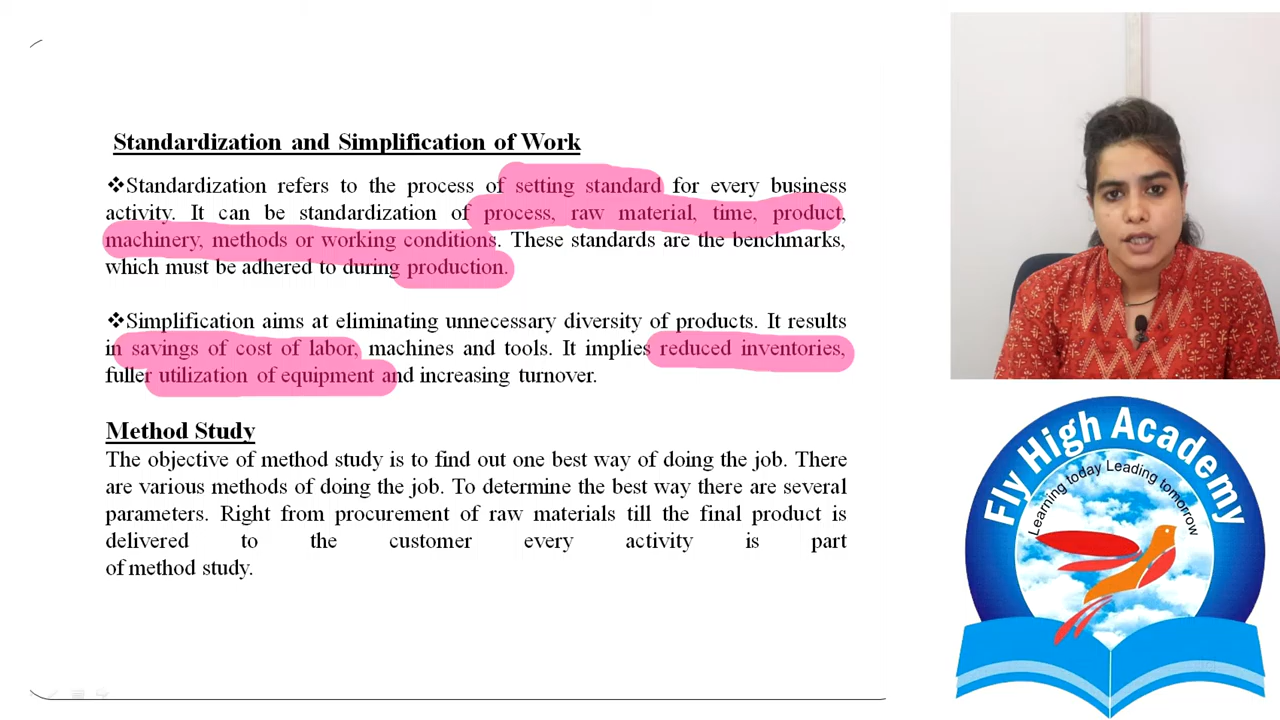 Standardization and Simplification of Work
❖Standardization refers to the process of setting standard for every business
activity. It can be standardization of process, raw material, time, product,
machinery, methods or working conditions. These standards are the benchmarks,
which must be adhered to during production.
❖Simplification aims at eliminating unnecessary diversity of products. It results
in savings of cost of labor, machines and tools. It implies reduced inventories,
fuller utilization of equipment and increasing turnover.
Method Study
The objective of method study is to find out one best way of doing the job. There
are various methods of doing the job. To determine the best way there are several
parameters. Right from procurement of raw materials till the final product is
delivered to the customer every activity is part
of method study.
Fly High Academy
Learning today Leading tomorrow